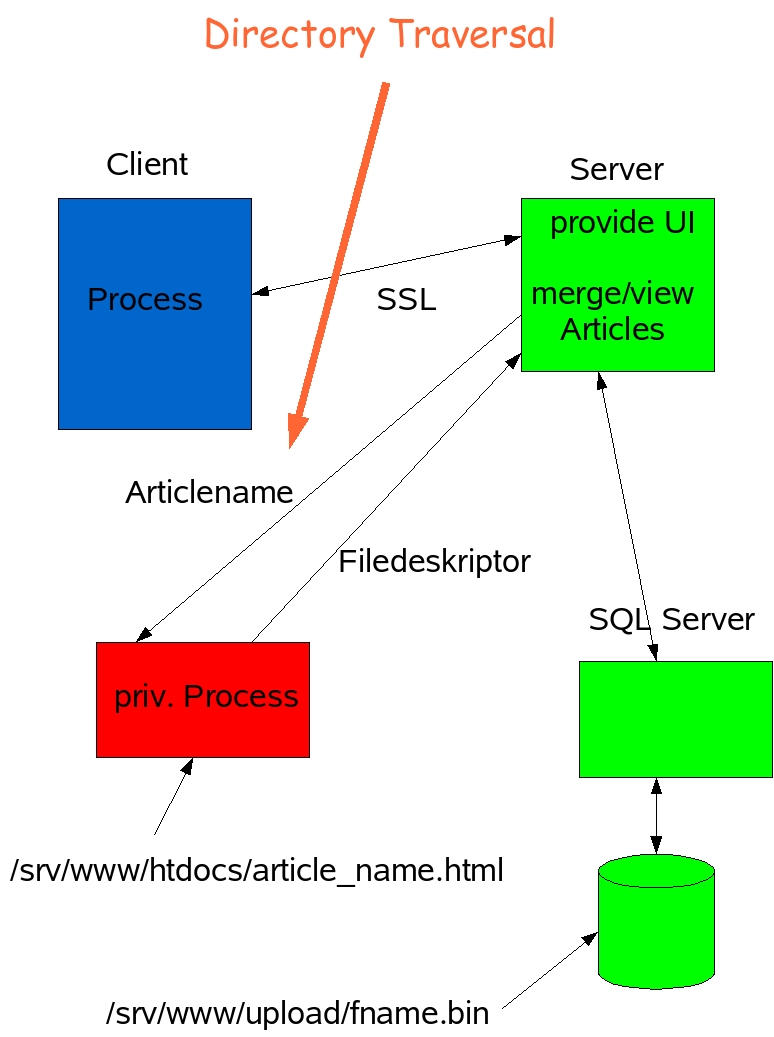 Directory Traversal
Client
Server
provide UI
Process
SSL
merge/view
Articles
Articlename
Filedeskriptor
SQL Server
priv. Process
/srv/www/htdocs/article_name.html
/srv/www/upload/fname.bin